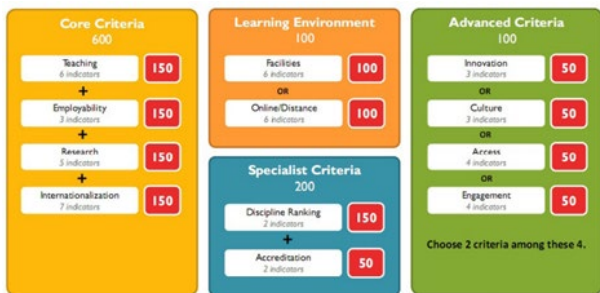 Core Criteria
600
Teaching
6 indicators
150
+
Employability
3 indicators
150
+
Research
5 indicators
150
+
Internationalization
7 indicators
150
Learning Environment
100
Facilities
6 indicators
100
OR
Online/Distance
6 indicators
100
Specialist Criteria
200
Discipline Ranking
2 indicators
150
+
Accreditation
2 indicators
50
Advanced Criteria
100
Innovation
3 indicators
50
OR
Culture
3 indicators
50
OR
Access
4 indicators
50
OR
Engagement
4 indicators
50
Choose 2 criteria among these 4.